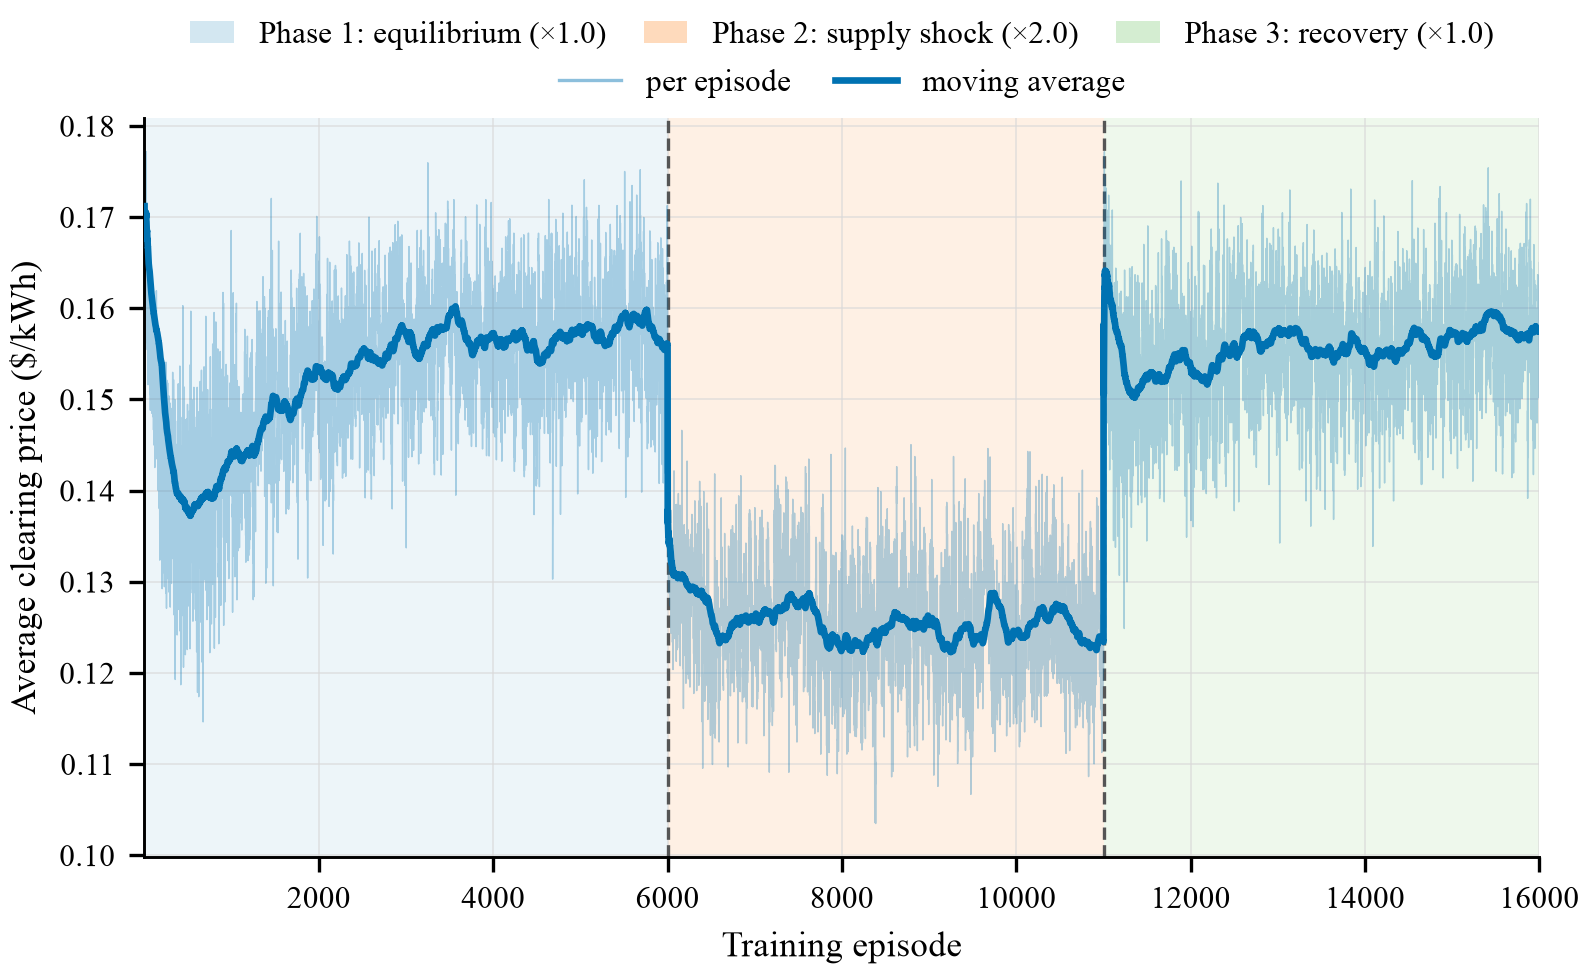 Phase 1: equilibrium (×1.0) Phase 2: supply shock (×2.0) Phase 3: recovery (×1.0)
per episode moving average
Average clearing price ($/kWh)
0.18
0.17
0.16
0.15
0.14
0.13
0.12
0.11
0.10
2000 4000 6000 8000 10000 12000 14000 16000
Training episode